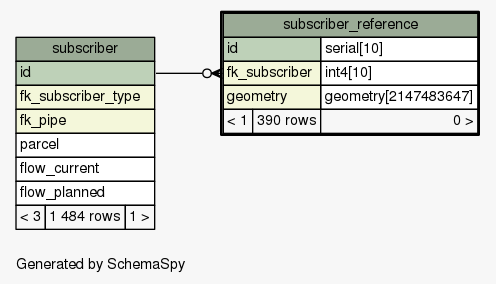 subscriber
id
fk_subscriber_type
fk_pipe
parcel
flow_current
flow_planned
< 3 1 484 rows 1 >
subscriber_reference
id serial[10]
fk_subscriber int4[10]
geometry geometry[2147483647]
< 1 390 rows 0 >
Generated by SchemaSpy